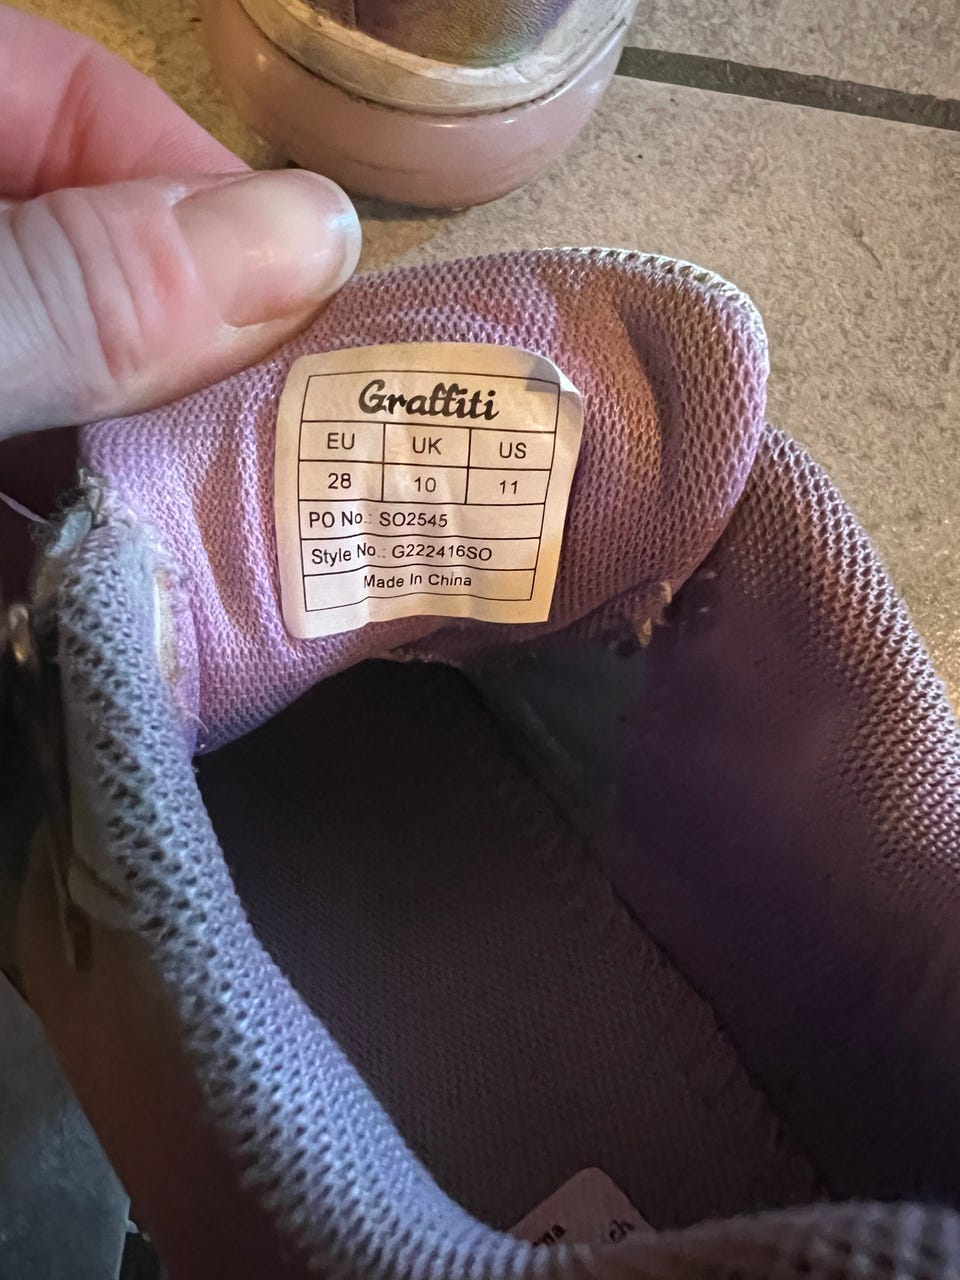 Graffiti
EU UK US
28 10 11
PO No.: SO2545
Style No.: G222416SO
Made In China